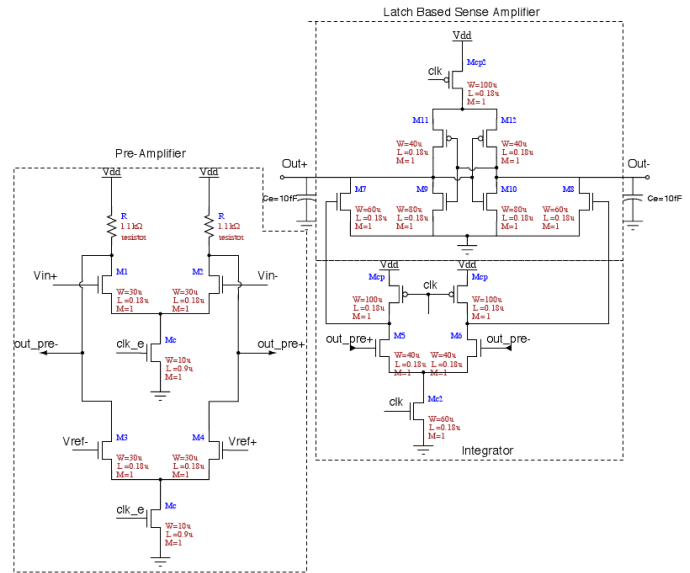 Latch Based Sense Amplifier
Vdd
clk
Mcp2
W=100u
L=0.18u
M=1
M11
M12
W=40u
L=0.18u
M=1
W=40u
L=0.18u
M=1
Out+
Out-
Ce=10fF
Ce=10fF
M7
W=60u
L=0.18u
M=1
M9
W=80u
L=0.18u
M=1
M10
W=80u
L=0.18u
M=1
M8
W=60u
L=0.18u
M=1
Pre-Amplifier
Vdd
Vdd
R
1.1kΩ
resistor
R
1.1kΩ
resistor
Vin+
M1
W=30u
L=0.18u
M=1
M2
W=30u
L=0.18u
M=1
Vin-
clk_e
Mc
W=10u
L=0.9u
M=1
out_pre-
out_pre+
Vref-
M3
W=30u
L=0.18u
M=1
M4
W=30u
L=0.18u
M=1
Vref+
clk_e
Mc
W=10u
L=0.9u
M=1
Vdd
Vdd
Mcp
clk
Mcp
W=100u
L=0.18u
M=1
W=100u
L=0.18u
M=1
out_pre+
M5
W=40u
L=0.18u
M=1
M6
W=40u
L=0.18u
M=1
out_pre-
clk
Mc2
W=60u
L=0.18u
M=1
Integrator